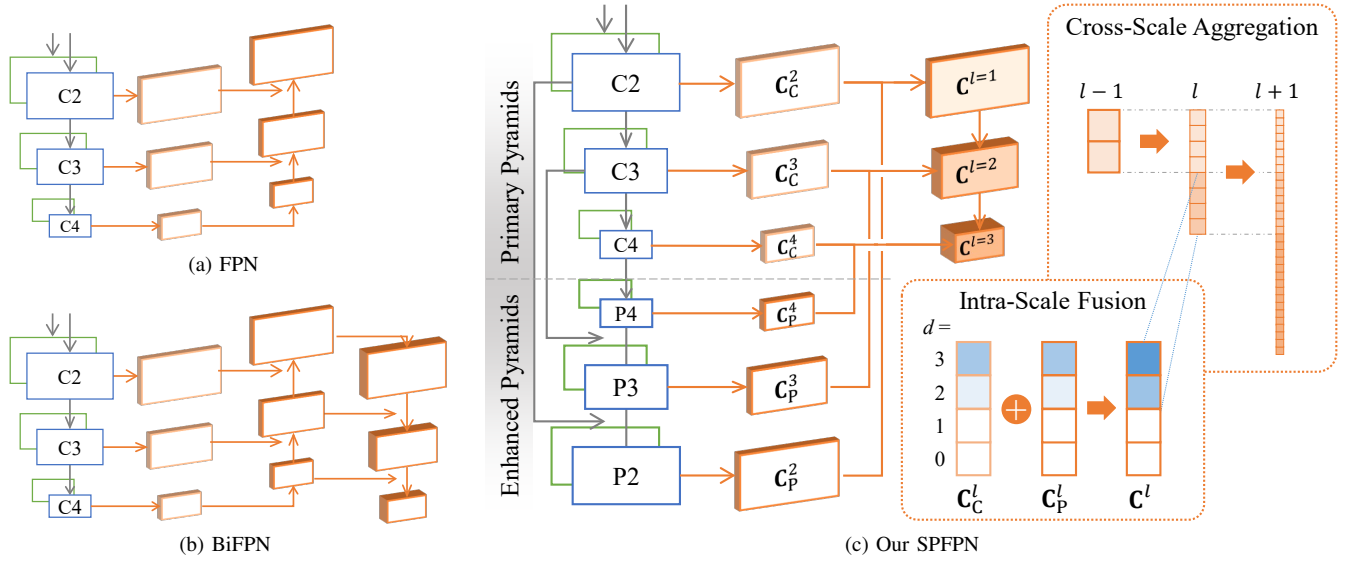 C2
C3
C4
(a) FPN
C2
C3
C4
(b) BiFPN
Primary Pyramids
Enhanced Pyramids
C2
C3
C4
P4
P3
P2
𝐂_C^2
𝐂_C^3
𝐂_C^4
𝐂_P^4
𝐂_P^3
𝐂_P^2
𝐂^{l=1}
𝐂^{l=2}
𝐂^{l=3}
Cross-Scale Aggregation
l − 1 l l + 1
Intra-Scale Fusion
d =
3
2
1
0
+
𝐂_C^l 𝐂_P^l 𝐂^l
(c) Our SPFPN